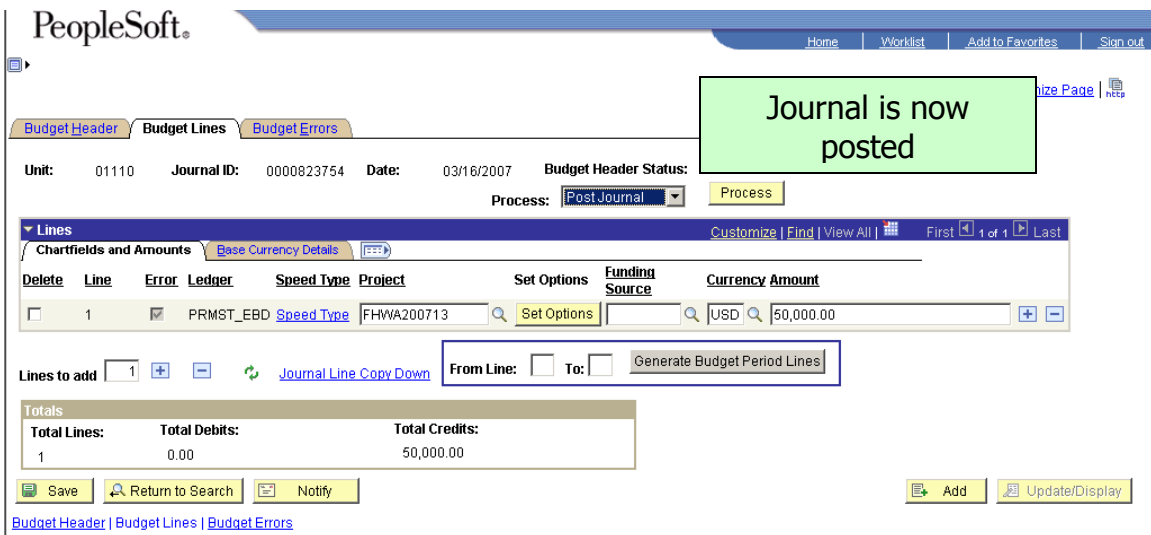 PeopleSoft®
Home Worklist Add to Favorites Sign out
ize Page | http
Journal is now
posted
Budget Header Budget Lines Budget Errors
Unit: 01110 Journal ID: 0000823754 Date: 03/16/2007 Budget Header Status:
Process: Post Journal Process
Lines Customize | Find | View All | First 1 of 1 Last
Chartfields and Amounts Base Currency Details
Delete Line Error Ledger Speed Type Project Set Options Funding Source Currency Amount
1 PRMST_EBD Speed Type FHWA200713 Set Options USD 50,000.00
Lines to add 1 Journal Line Copy Down From Line: To: Generate Budget Period Lines
Totals
Total Lines: Total Debits: Total Credits:
1 0.00 50,000.00
Save Return to Search Notify Add Update/Display
Budget Header | Budget Lines | Budget Errors